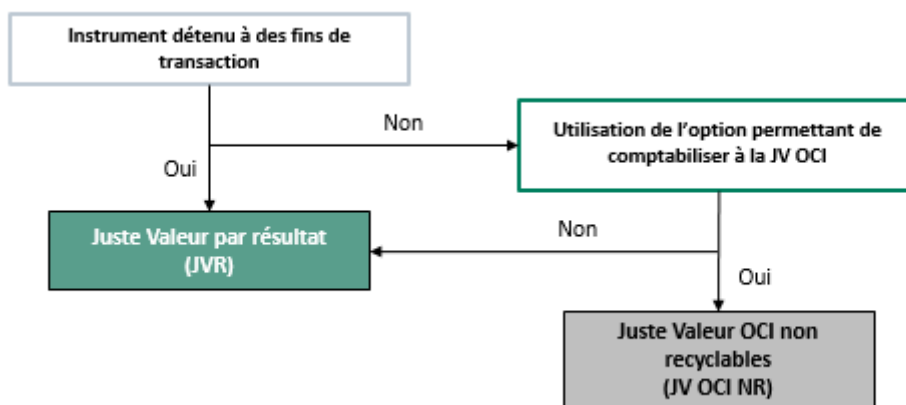 Instrument détenu à des fins de
transaction
Non
Utilisation de l'option permettant de
comptabiliser à la JV OCI
Oui
Juste Valeur par résultat
(JVR)
Non
Oui
Juste Valeur OCI non
recyclables
(JV OCI NR)